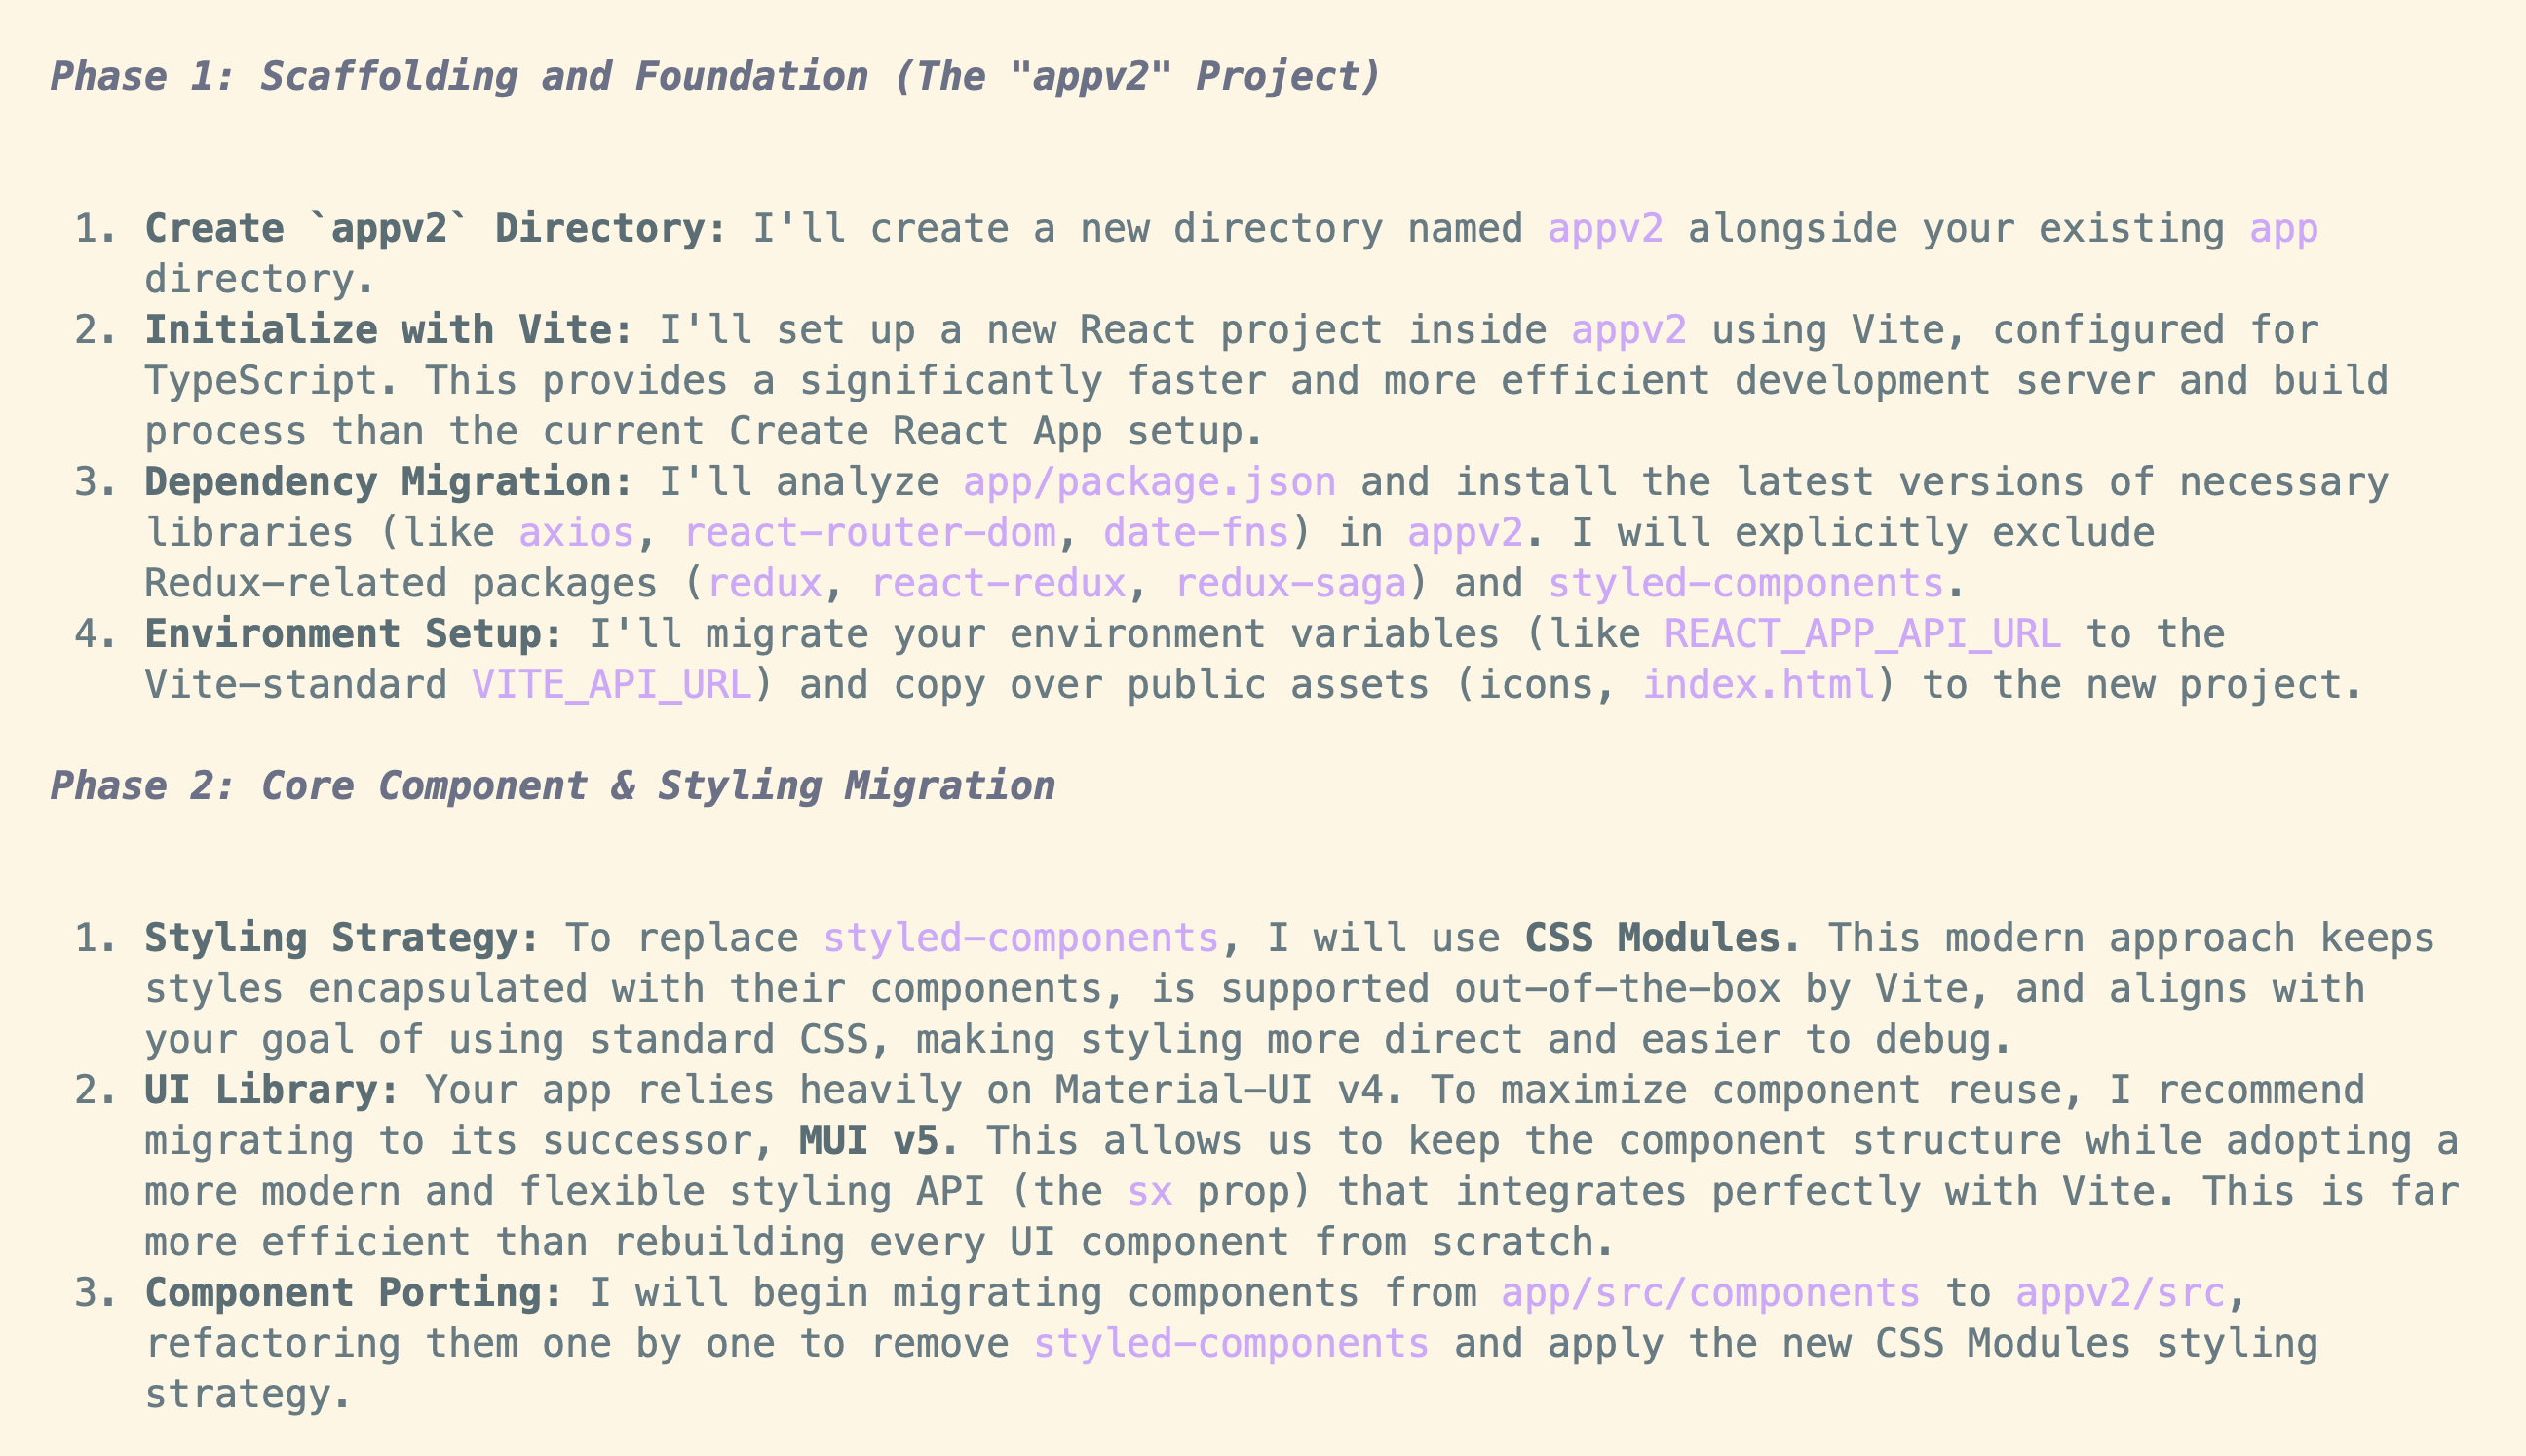 Phase 1: Scaffolding and Foundation (The "appv2" Project)
1. Create `appv2` Directory: I'll create a new directory named appv2 alongside your existing app
directory.
2. Initialize with Vite: I'll set up a new React project inside appv2 using Vite, configured for
TypeScript. This provides a significantly faster and more efficient development server and build
process than the current Create React App setup.
3. Dependency Migration: I'll analyze app/package.json and install the latest versions of necessary
libraries (like axios, react-router-dom, date-fns) in appv2. I will explicitly exclude
Redux-related packages (redux, react-redux, redux-saga) and styled-components.
4. Environment Setup: I'll migrate your environment variables (like REACT_APP_API_URL to the
Vite-standard VITE_API_URL) and copy over public assets (icons, index.html) to the new project.
Phase 2: Core Component & Styling Migration
1. Styling Strategy: To replace styled-components, I will use CSS Modules. This modern approach keeps
styles encapsulated with their components, is supported out-of-the-box by Vite, and aligns with
your goal of using standard CSS, making styling more direct and easier to debug.
2. UI Library: Your app relies heavily on Material-UI v4. To maximize component reuse, I recommend
migrating to its successor, MUI v5. This allows us to keep the component structure while adopting a
more modern and flexible styling API (the sx prop) that integrates perfectly with Vite. This is far
more efficient than rebuilding every UI component from scratch.
3. Component Porting: I will begin migrating components from app/src/components to appv2/src,
refactoring them one by one to remove styled-components and apply the new CSS Modules styling
strategy.